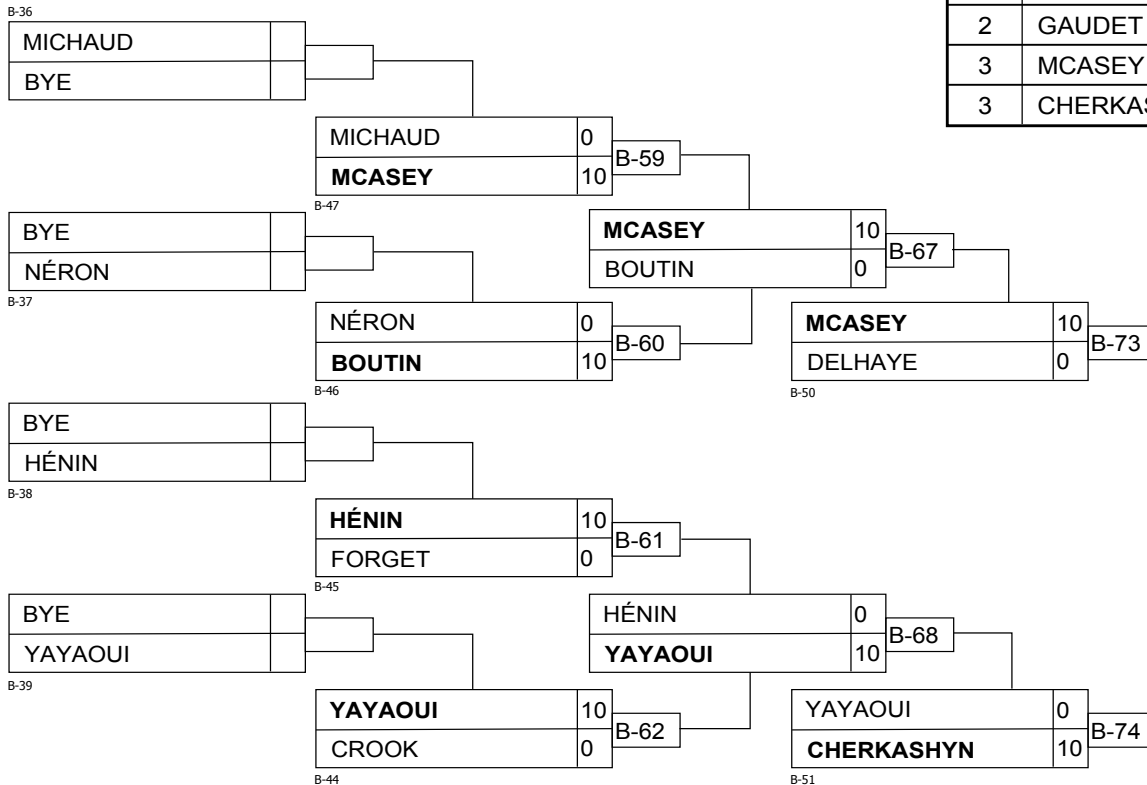 B-36
MICHAUD
BYE
2 GAUDET
3 MCASEY
3
MICHAUD 0
MCASEY 10
B-59
B-47
BYE
NÉRON
B-37
MCASEY 10
BOUTIN 0
B-67
NÉRON 0
BOUTIN 10
B-60
B-46
MCASEY 10
DELHAYE 0
B-73
B-50
BYE
HÉNIN
B-38
HÉNIN 10
FORGET 0
B-61
B-45
BYE
YAYAOUI
B-39
HÉNIN 0
YAYAOUI 10
B-68
YAYAOUI 10
CROOK 0
B-62
B-44
YAYAOUI 0
CHERKASHYN 10
B-74
B-51